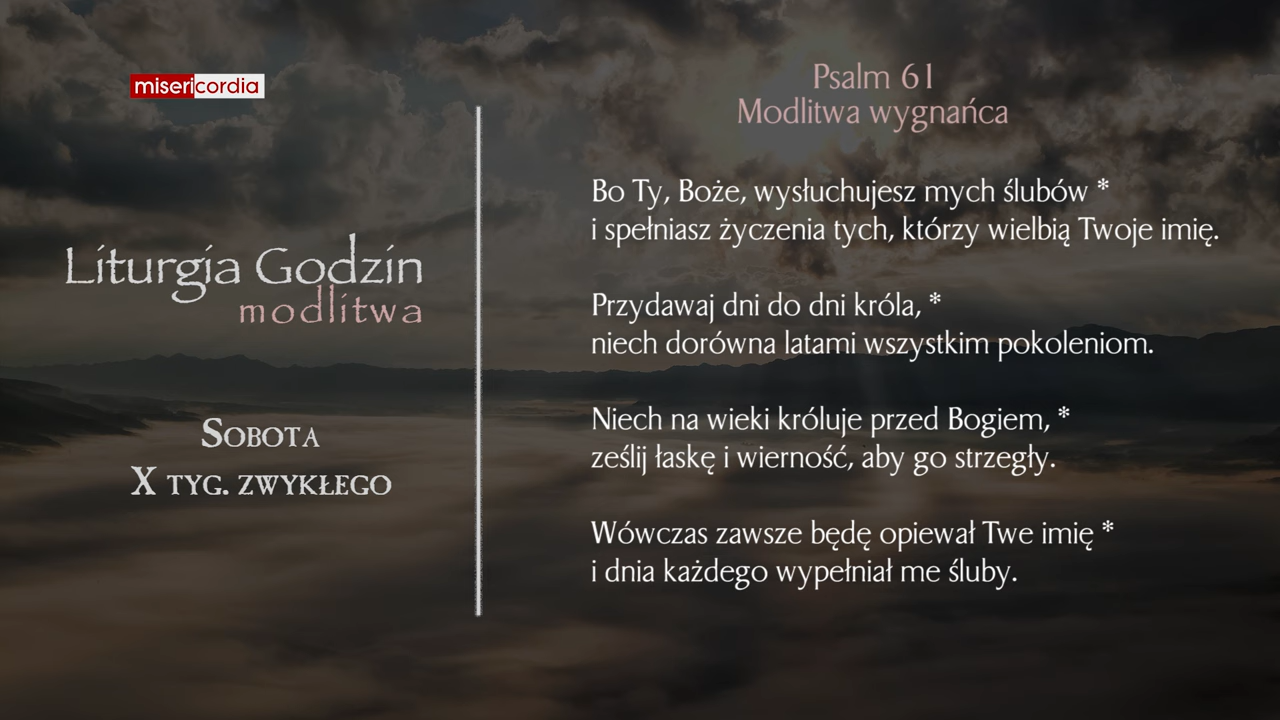 misericordia
Liturgia Godzin
modlitwa
Sobota
X tyg. zwykłego
Psalm 61
Modlitwa wygnańca
Bo Ty, Boże, wysłuchujesz mych ślubów *
i spełniasz życzenia tych, którzy wielbią Twoje imię.
Przydawaj dni do dni króla, *
niech dorówna latami wszystkim pokoleniom.
Niech na wieki króluje przed Bogiem, *
ześlij łaskę i wierność, aby go strzegły.
Wówczas zawsze będę opiewał Twe imię *
i dnia każdego wypełniał me śluby.